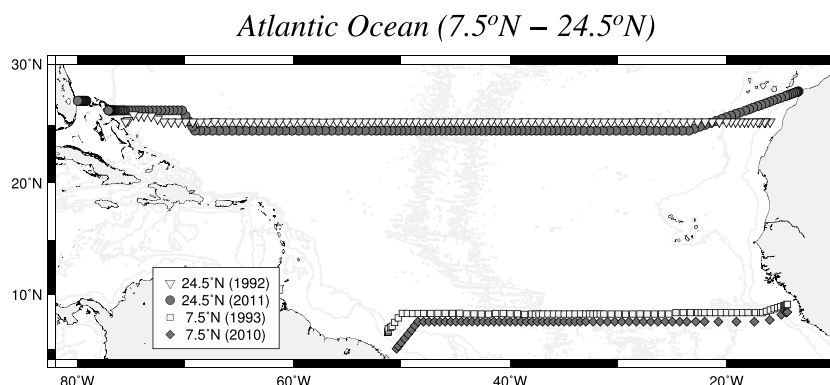 Atlantic Ocean (7.5°N – 24.5°N)
30˚N
20˚N
10˚N
24.5˚N (1992)
24.5˚N (2011)
7.5˚N (1993)
7.5˚N (2010)
80˚W 60˚W 40˚W 20˚W